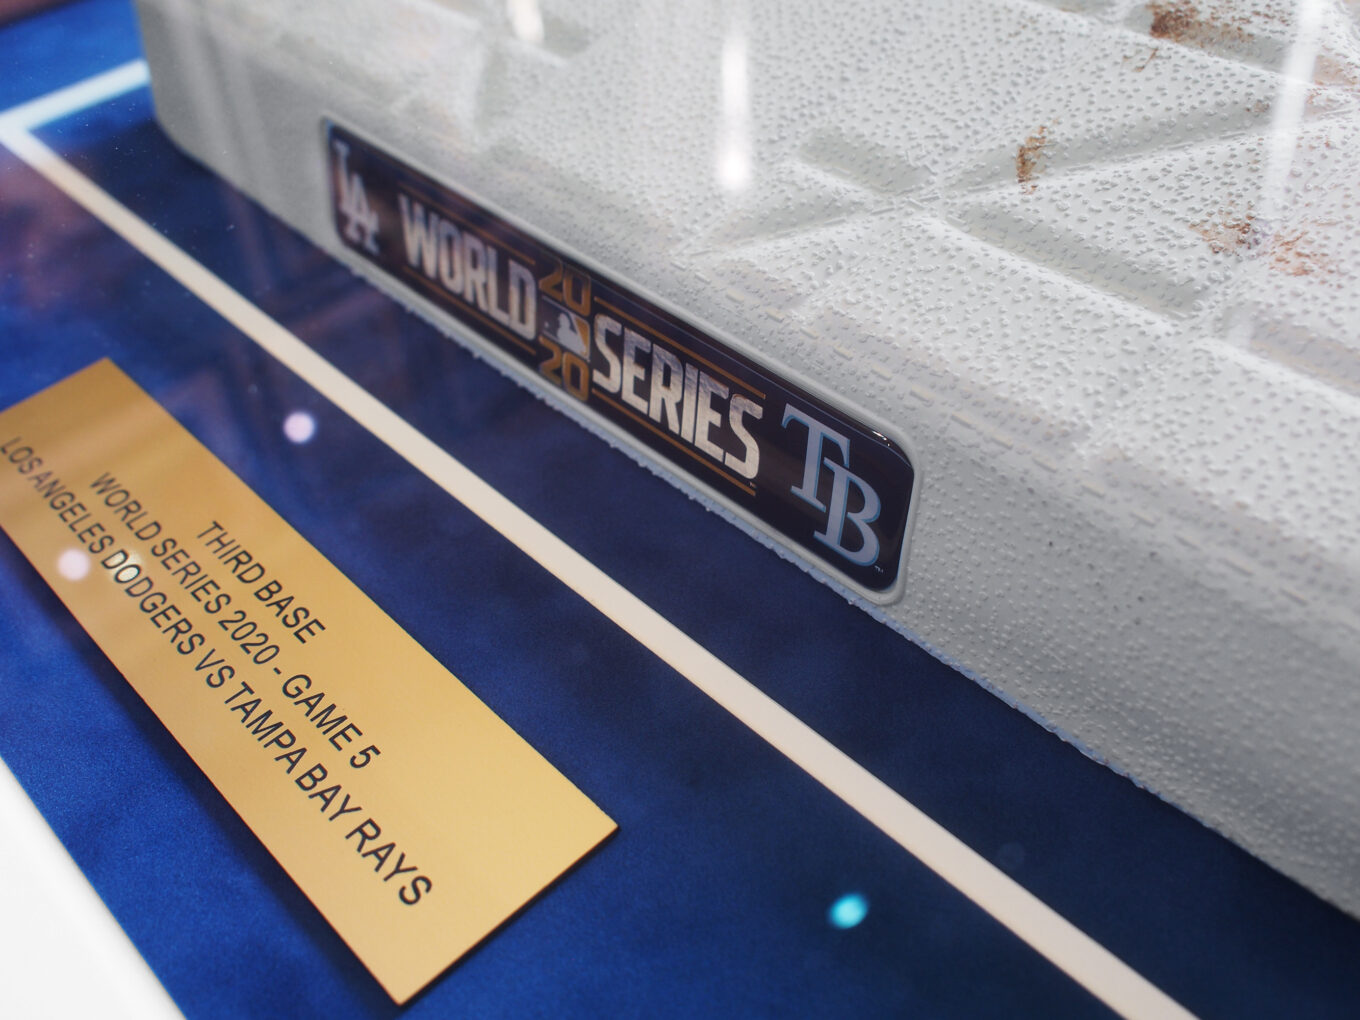 LA WORLD 2020 SERIES TB
THIRD BASE
WORLD SERIES 2020 - GAME 5
LOS ANGELES DODGERS VS TAMPA BAY RAYS